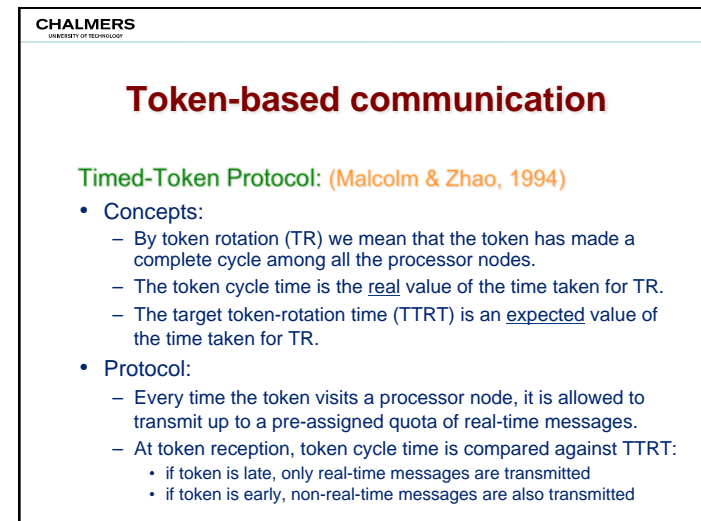 CHALMERS
UNIVERSITY OF TECHNOLOGY
Token-based communication
Timed-Token Protocol: (Malcolm & Zhao, 1994)
• Concepts:
– By token rotation (TR) we mean that the token has made a
complete cycle among all the processor nodes.
– The token cycle time is the real value of the time taken for TR.
– The target token-rotation time (TTRT) is an expected value of
the time taken for TR.
• Protocol:
– Every time the token visits a processor node, it is allowed to
transmit up to a pre-assigned quota of real-time messages.
– At token reception, token cycle time is compared against TTRT:
• if token is late, only real-time messages are transmitted
• if token is early, non-real-time messages are also transmitted